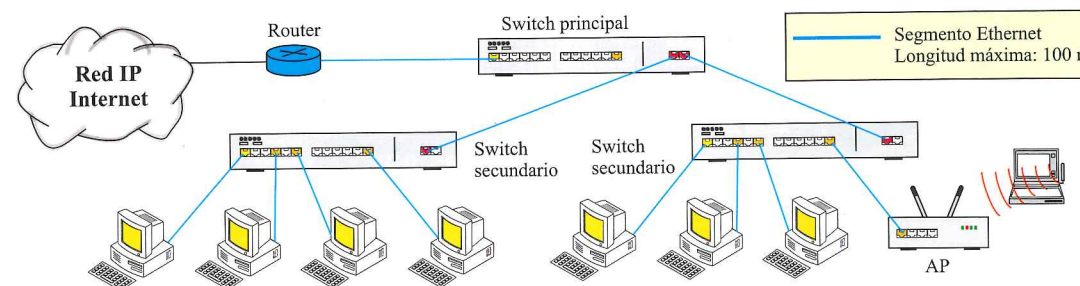 Switch principal
Router
Segmento Ethernet
Longitud máxima: 100
Red IP
Internet
Switch
secundario
Switch
secundario
AP